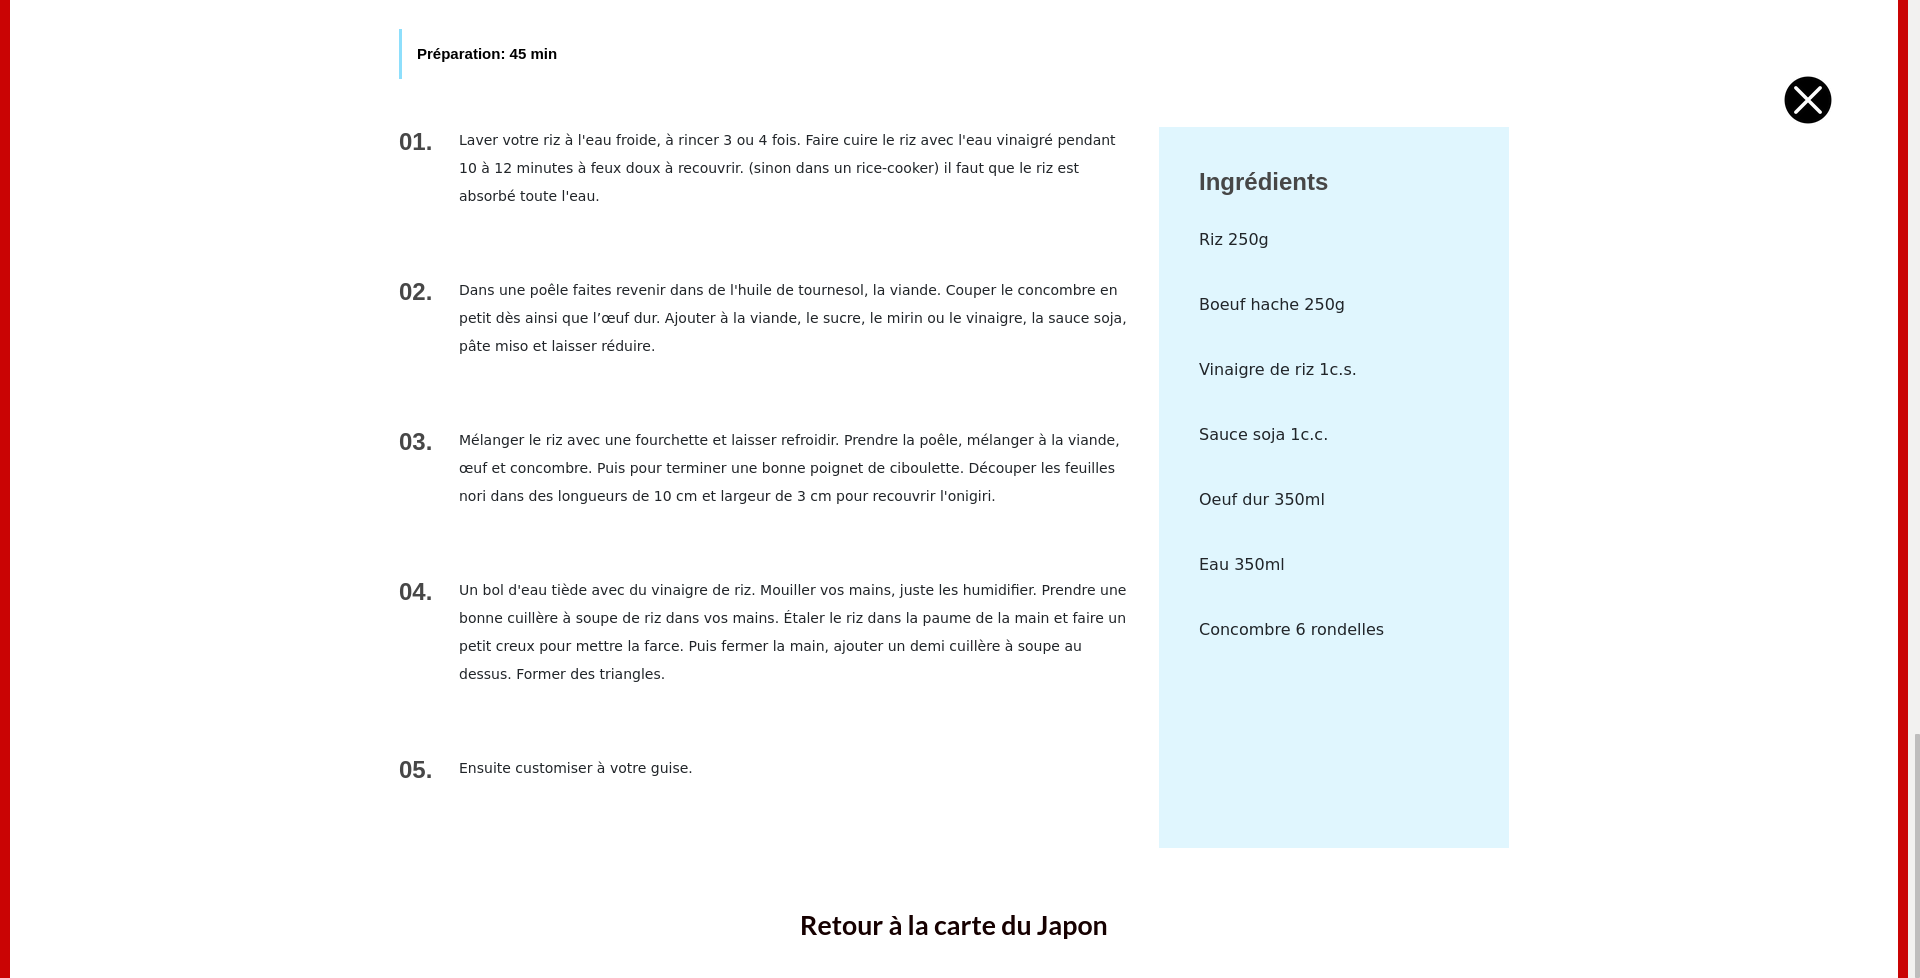 Préparation: 45 min
01.
Laver votre riz à l'eau froide, à rincer 3 ou 4 fois. Faire cuire le riz avec l'eau vinaigré pendant
10 à 12 minutes à feux doux à recouvrir. (sinon dans un rice-cooker) il faut que le riz est
absorbé toute l'eau.
02.
Dans une poêle faites revenir dans de l'huile de tournesol, la viande. Couper le concombre en
petit dès ainsi que l’œuf dur. Ajouter à la viande, le sucre, le mirin ou le vinaigre, la sauce soja,
pâte miso et laisser réduire.
03.
Mélanger le riz avec une fourchette et laisser refroidir. Prendre la poêle, mélanger à la viande,
œuf et concombre. Puis pour terminer une bonne poignet de ciboulette. Découper les feuilles
nori dans des longueurs de 10 cm et largeur de 3 cm pour recouvrir l'onigiri.
04.
Un bol d'eau tiède avec du vinaigre de riz. Mouiller vos mains, juste les humidifier. Prendre une
bonne cuillère à soupe de riz dans vos mains. Étaler le riz dans la paume de la main et faire un
petit creux pour mettre la farce. Puis fermer la main, ajouter un demi cuillère à soupe au
dessus. Former des triangles.
05.
Ensuite customiser à votre guise.
Ingrédients
Riz 250g
Boeuf hache 250g
Vinaigre de riz 1c.s.
Sauce soja 1c.c.
Oeuf dur 350ml
Eau 350ml
Concombre 6 rondelles
Retour à la carte du Japon